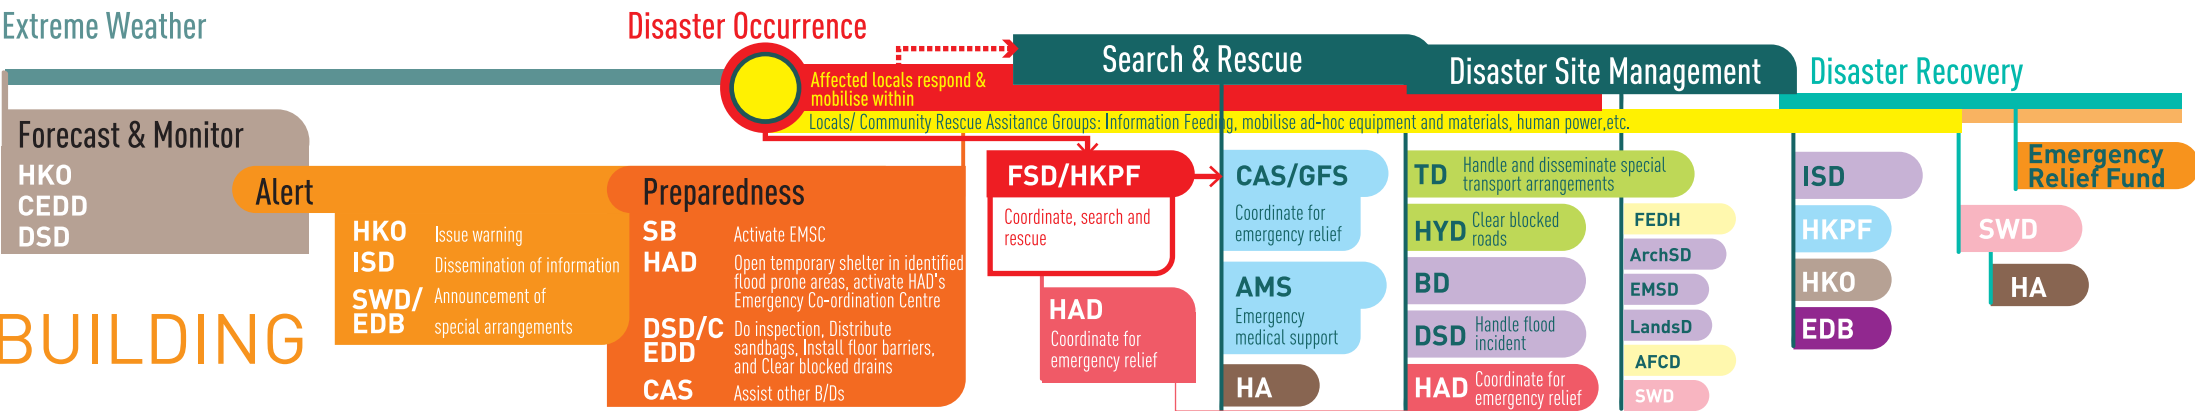 Extreme Weather
Disaster Occurrence
Search & Rescue
Disaster Site Management
Disaster Recovery
Affected locals respond &
mobilise within
Locals/ Community Rescue Assitance Groups: Information Feeding, mobilise ad-hoc equipment and materials, human power,etc.
Forecast & Monitor
HKO
CEDD
DSD
BUILDING
Alert
HKO Issue warning
ISD Dissemination of information
SWD/ Announcement of
EDB special arrangements
Preparedness
SB Activate EMSC
HAD Open temporary shelter in identified
flood prone areas, activate HAD's
Emergency Co-ordination Centre
DSD/C Do inspection, Distribute
EDD sandbags, Install floor barriers,
and Clear blocked drains
CAS Assist other B/Ds
FSD/HKPF
Coordinate, search and
rescue
HAD
Coordinate for
emergency relief
CAS/GFS
Coordinate for
emergency relief
AMS
Emergency
medical support
HA
TD Handle and disseminate special
transport arrangements
HYD Clear blocked
roads
BD
DSD Handle flood
incident
HAD Coordinate for
emergency relief
FEDH
ArchSD
EMSD
LandsD
AFCD
SWD
ISD
HKPF
HKO
EDB
SWD
HA
Emergency
Relief Fund